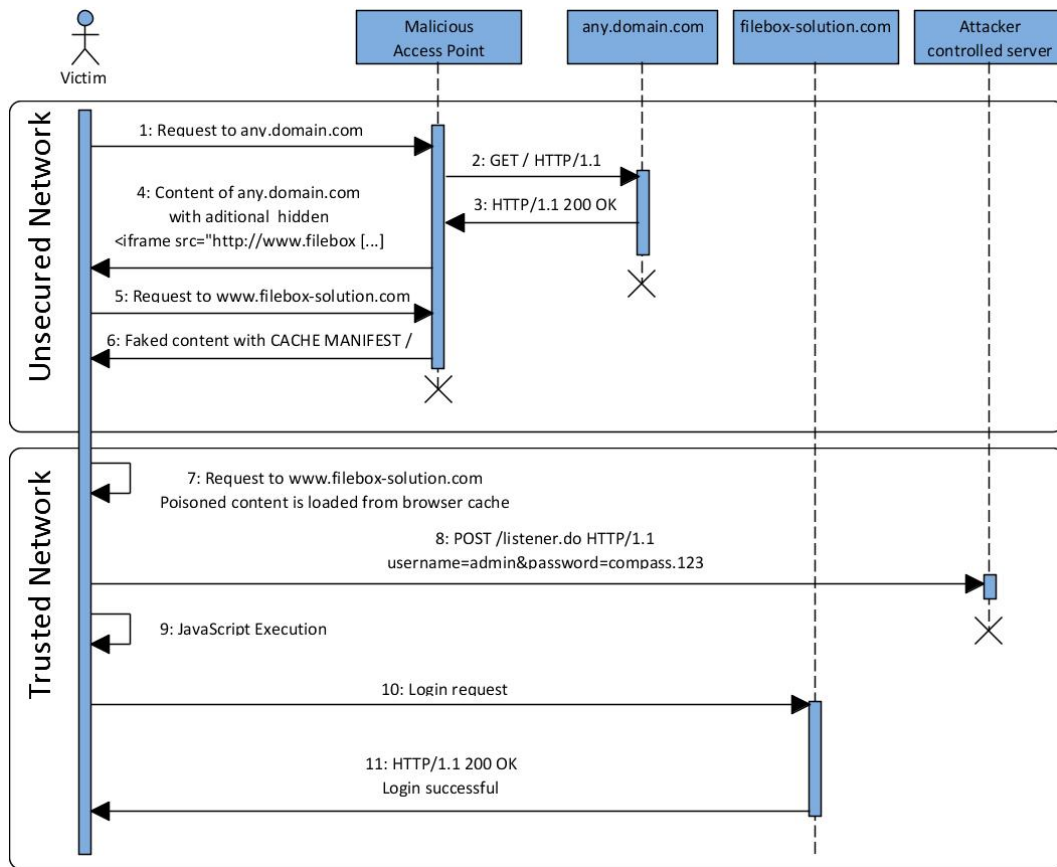 Victim
Malicious
Access Point
any.domain.com
filebox-solution.com
Attacker
controlled server
Unsecured Network
1: Request to any.domain.com
2: GET / HTTP/1.1
3: HTTP/1.1 200 OK
4: Content of any.domain.com
with aditional hidden
<iframe src="http://www.filebox [...]
5: Request to www.filebox-solution.com
6: Faked content with CACHE MANIFEST /
Trusted Network
7: Request to www.filebox-solution.com
Poisoned content is loaded from browser cache
8: POST /listener.do HTTP/1.1
username=admin&password=compass.123
9: JavaScript Execution
10: Login request
11: HTTP/1.1 200 OK
Login successful